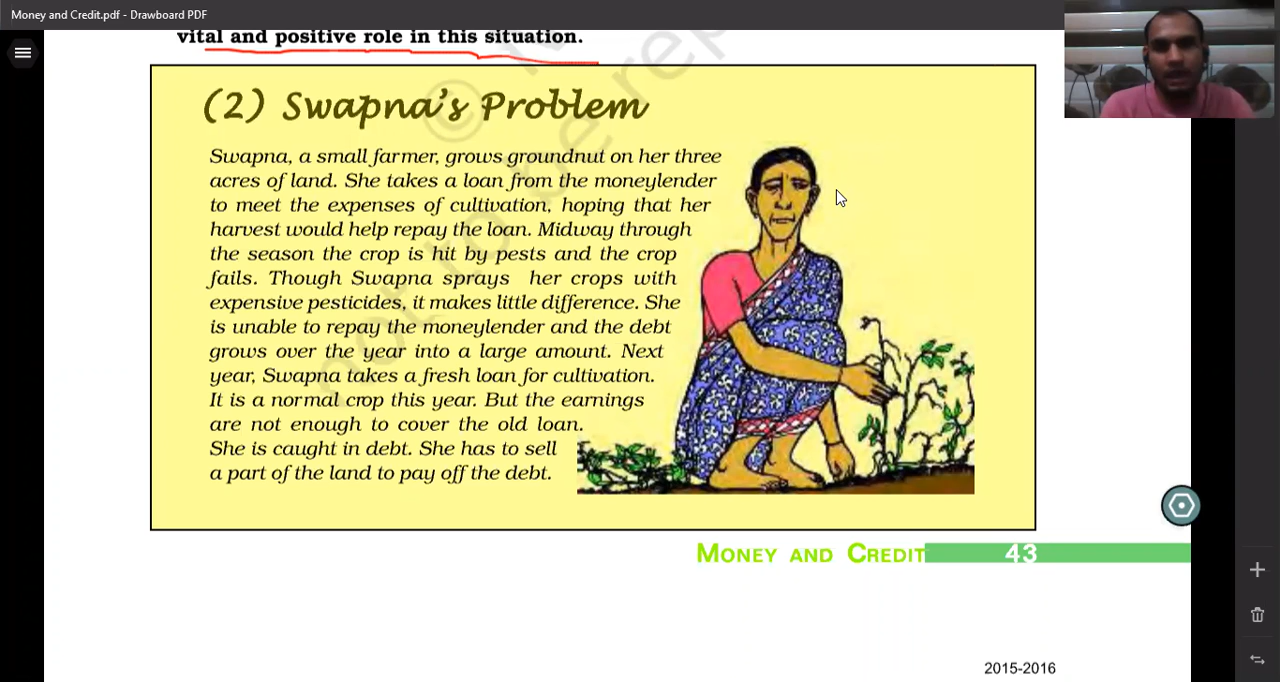 Money and Credit.pdf - Drawboard PDF
vital and positive role in this situation.
(2) Swapna's Problem
Swapna, a small farmer, grows groundnut on her three
acres of land. She takes a loan from the moneylender
to meet the expenses of cultivation, hoping that her
harvest would help repay the loan. Midway through
the season the crop is hit by pests and the crop
fails. Though Swapna sprays her crops with
expensive pesticides, it makes little difference. She
is unable to repay the moneylender and the debt
grows over the year into a large amount. Next
year, Swapna takes a fresh loan for cultivation.
It is a normal crop this year. But the earnings
are not enough to cover the old loan.
She is caught in debt. She has to sell
a part of the land to pay off the debt.
MONEY AND CREDIT 43
2015-2016
not to be rep
©